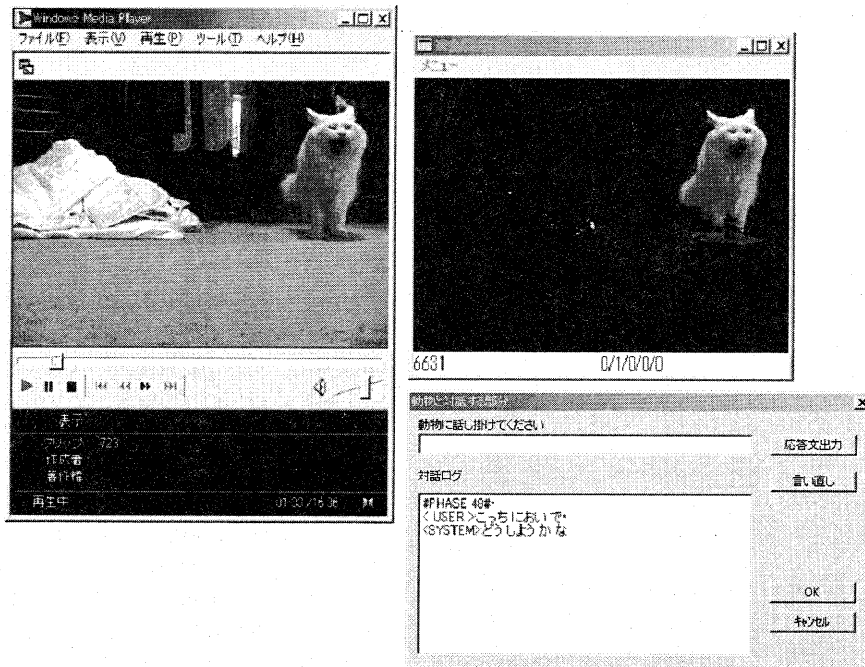 Windows Media Player
ファイル(F) 表示(V) 再生(P) ツール(T) ヘルプ(H)
表示
クリップ: 723
作成者
著作権
再生中
メニュー
6631 0/1/0/0/0
動物に話し掛けてください
応答文出力
対話ログ
言い直し
#PHASE 48#
<USER>こっちにおいで
<SYSTEM>どうしようかな
OK
キャンセル